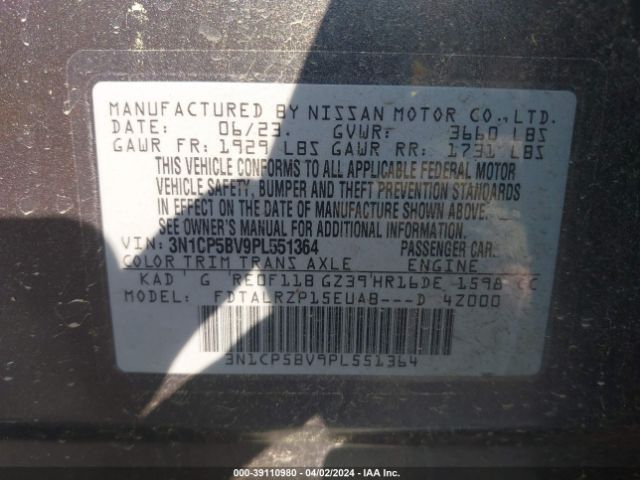 MANUFACTURED BY NISSAN MOTOR CO., LTD.
DATE: 06/23. GVWR: 3660 LBS
GAWR FR: 1929 LBS GAWR RR: 1731 LBS
THIS VEHICLE CONFORMS TO ALL APPLICABLE FEDERAL MOTOR
VEHICLE SAFETY, BUMPER AND THEFT PREVENTION STANDARDS
IN EFFECT ON THE DATE OF MANUFACTURE SHOWN ABOVE.
SEE OWNER'S MANUAL FOR ADDITIONAL INFORMATION.
VIN: 3N1CP5BV9PL551364 PASSENGER CAR
COLOR TRIM TRANS AXLE ENGINE
KAD G RE0F11B GZ39 HR16DE 1598 CC
MODEL: FDTALRZP15EUAB---D 4Z000
3N1CP5BV9PL551364
000-39110980 - 04/02/2024 - IAA Inc.